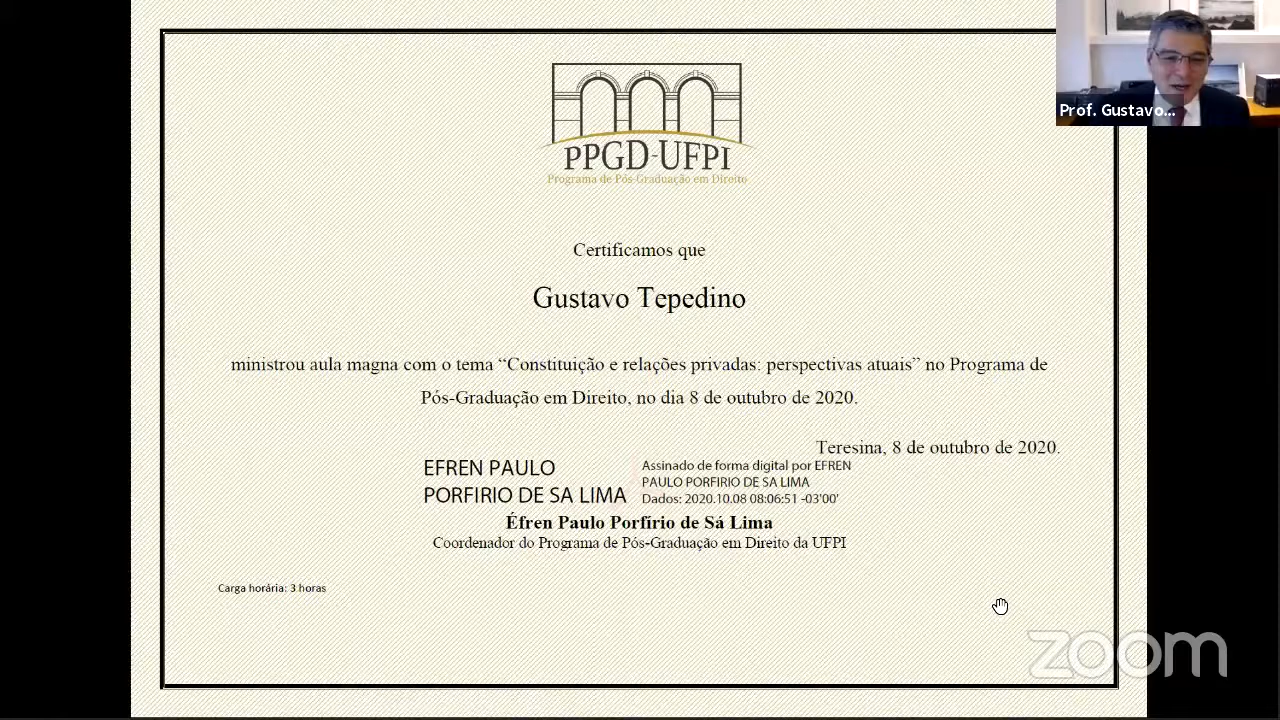 Prof. Gustavo...
PPGD-UFPI
Programa de Pós-Graduação em Direito
Certificamos que
Gustavo Tepedino
ministrou aula magna com o tema “Constituição e relações privadas: perspectivas atuais” no Programa de
Pós-Graduação em Direito, no dia 8 de outubro de 2020.
Teresina, 8 de outubro de 2020.
EFREN PAULO
PORFIRIO DE SA LIMA
Assinado de forma digital por EFREN
PAULO PORFIRIO DE SA LIMA
Dados: 2020.10.08 08:06:51 -03'00'
Éfren Paulo Porfírio de Sá Lima
Coordenador do Programa de Pós-Graduação em Direito da UFPI
Carga horária: 3 horas
zoom